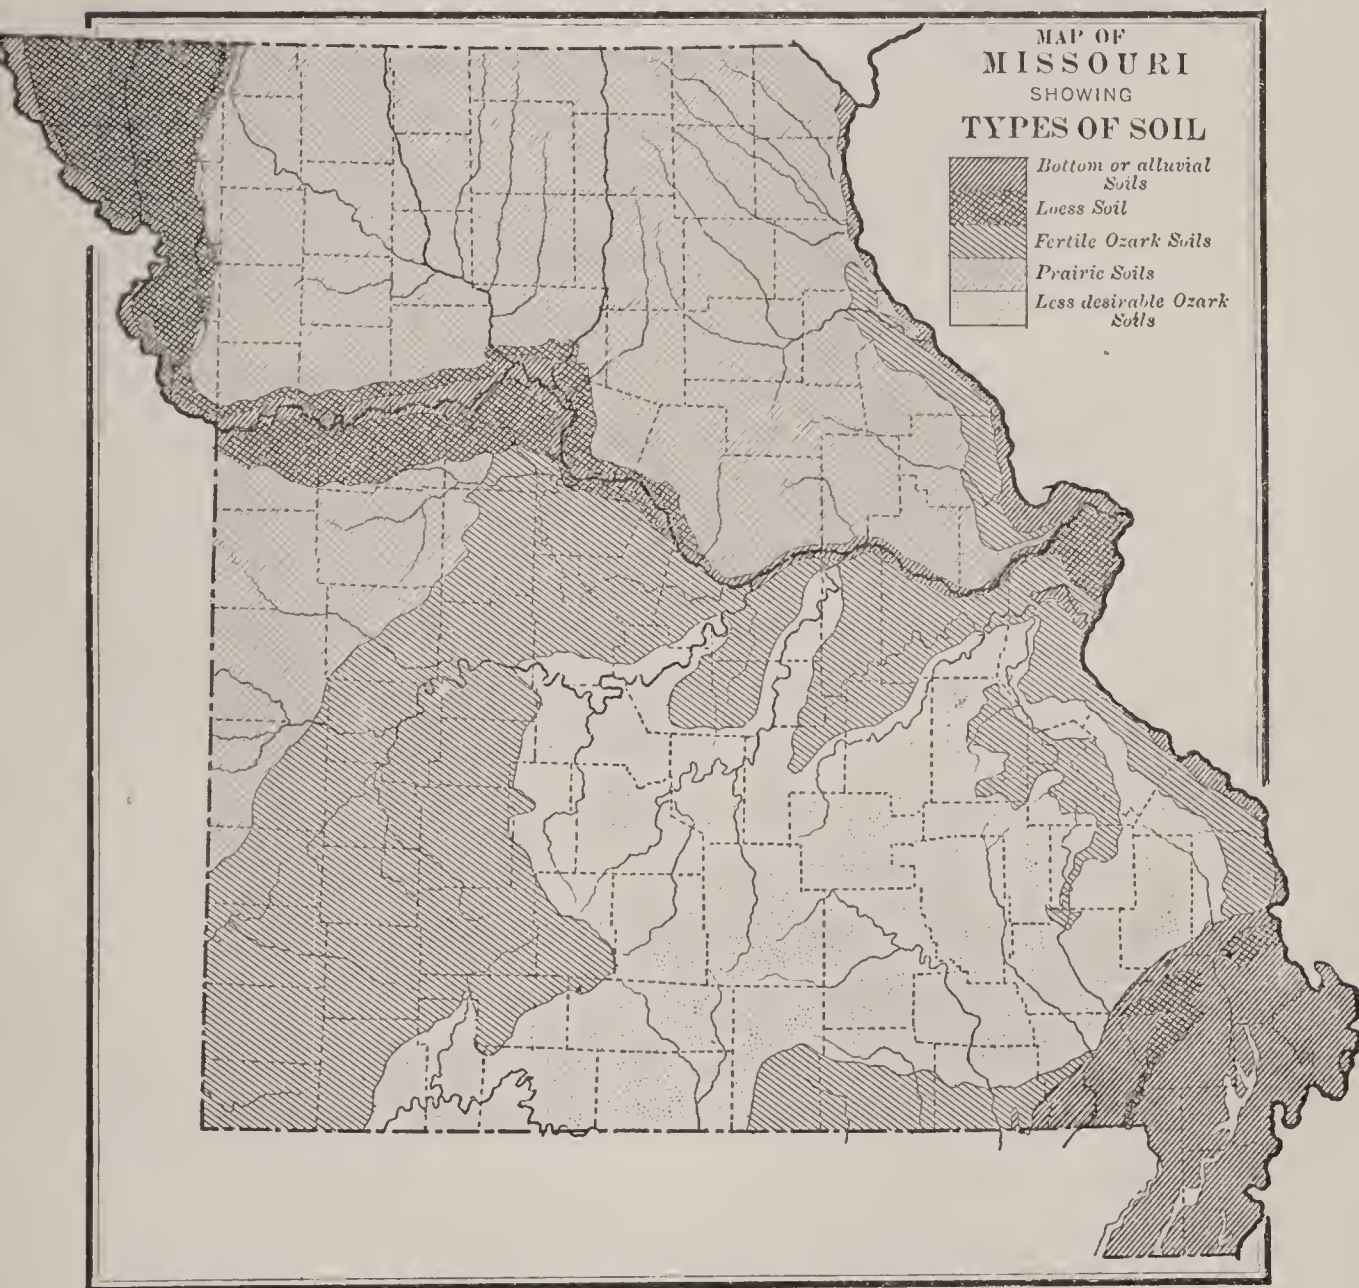 MAP OF
MISSOURI
SHOWING
TYPES OF SOIL
Bottom or alluvial
Soils
Loess Soil
Fertile Ozark Soils
Prairie Soils
Less desirable Ozark
Soils